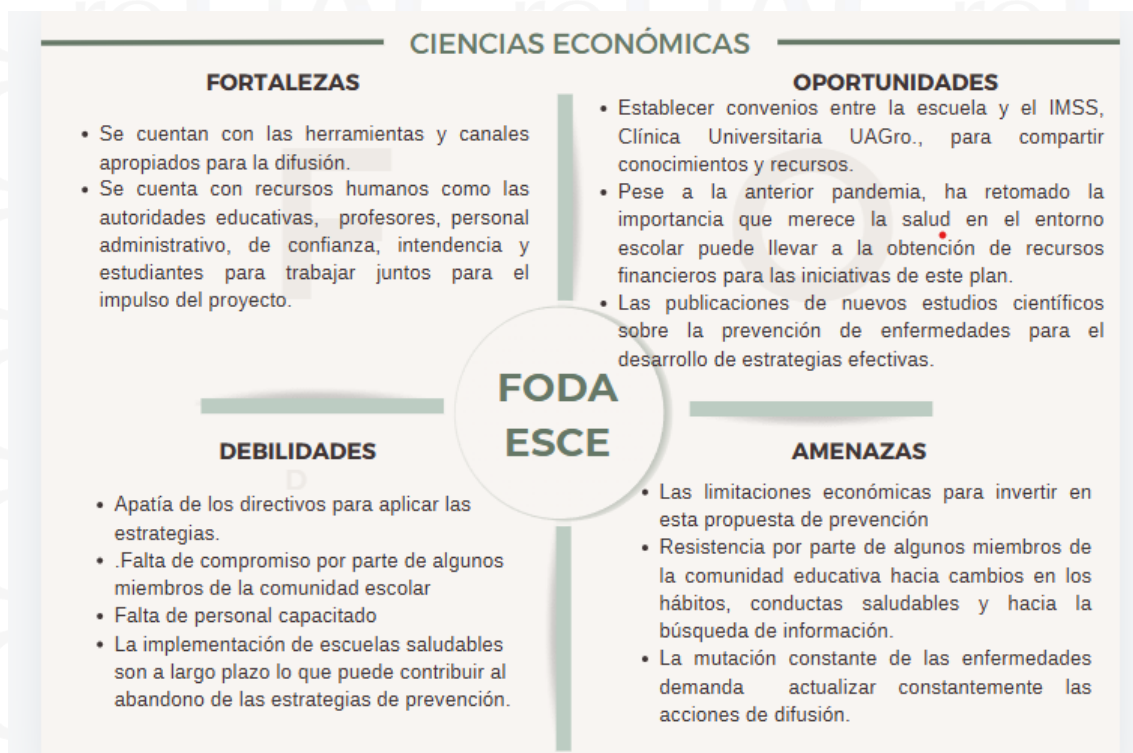 CIENCIAS ECONÓMICAS
FORTALEZAS
• Se cuentan con las herramientas y canales
apropiados para la difusión.
• Se cuenta con recursos humanos como las
autoridades educativas, profesores, personal
administrativo, de confianza, intendencia y
estudiantes para trabajar juntos para el
impulso del proyecto.
F
OPORTUNIDADES
• Establecer convenios entre la escuela y el IMSS,
Clínica Universitaria UAGro., para compartir
conocimientos y recursos.
• Pese a la anterior pandemia, ha retomado la
importancia que merece la salud en el entorno
escolar puede llevar a la obtención de recursos
financieros para las iniciativas de este plan.
• Las publicaciones de nuevos estudios científicos
sobre la prevención de enfermedades para el
desarrollo de estrategias efectivas.
O
FODA
ESCE
DEBILIDADES
D
• Apatía de los directivos para aplicar las
estrategias.
• .Falta de compromiso por parte de algunos
miembros de la comunidad escolar
• Falta de personal capacitado
• La implementación de escuelas saludables
son a largo plazo lo que puede contribuir al
abandono de las estrategias de prevención.
AMENAZAS
• Las limitaciones económicas para invertir en
esta propuesta de prevención
• Resistencia por parte de algunos miembros de
la comunidad educativa hacia cambios en los
hábitos, conductas saludables y hacia la
búsqueda de información.
• La mutación constante de las enfermedades
demanda actualizar constantemente las
acciones de difusión.